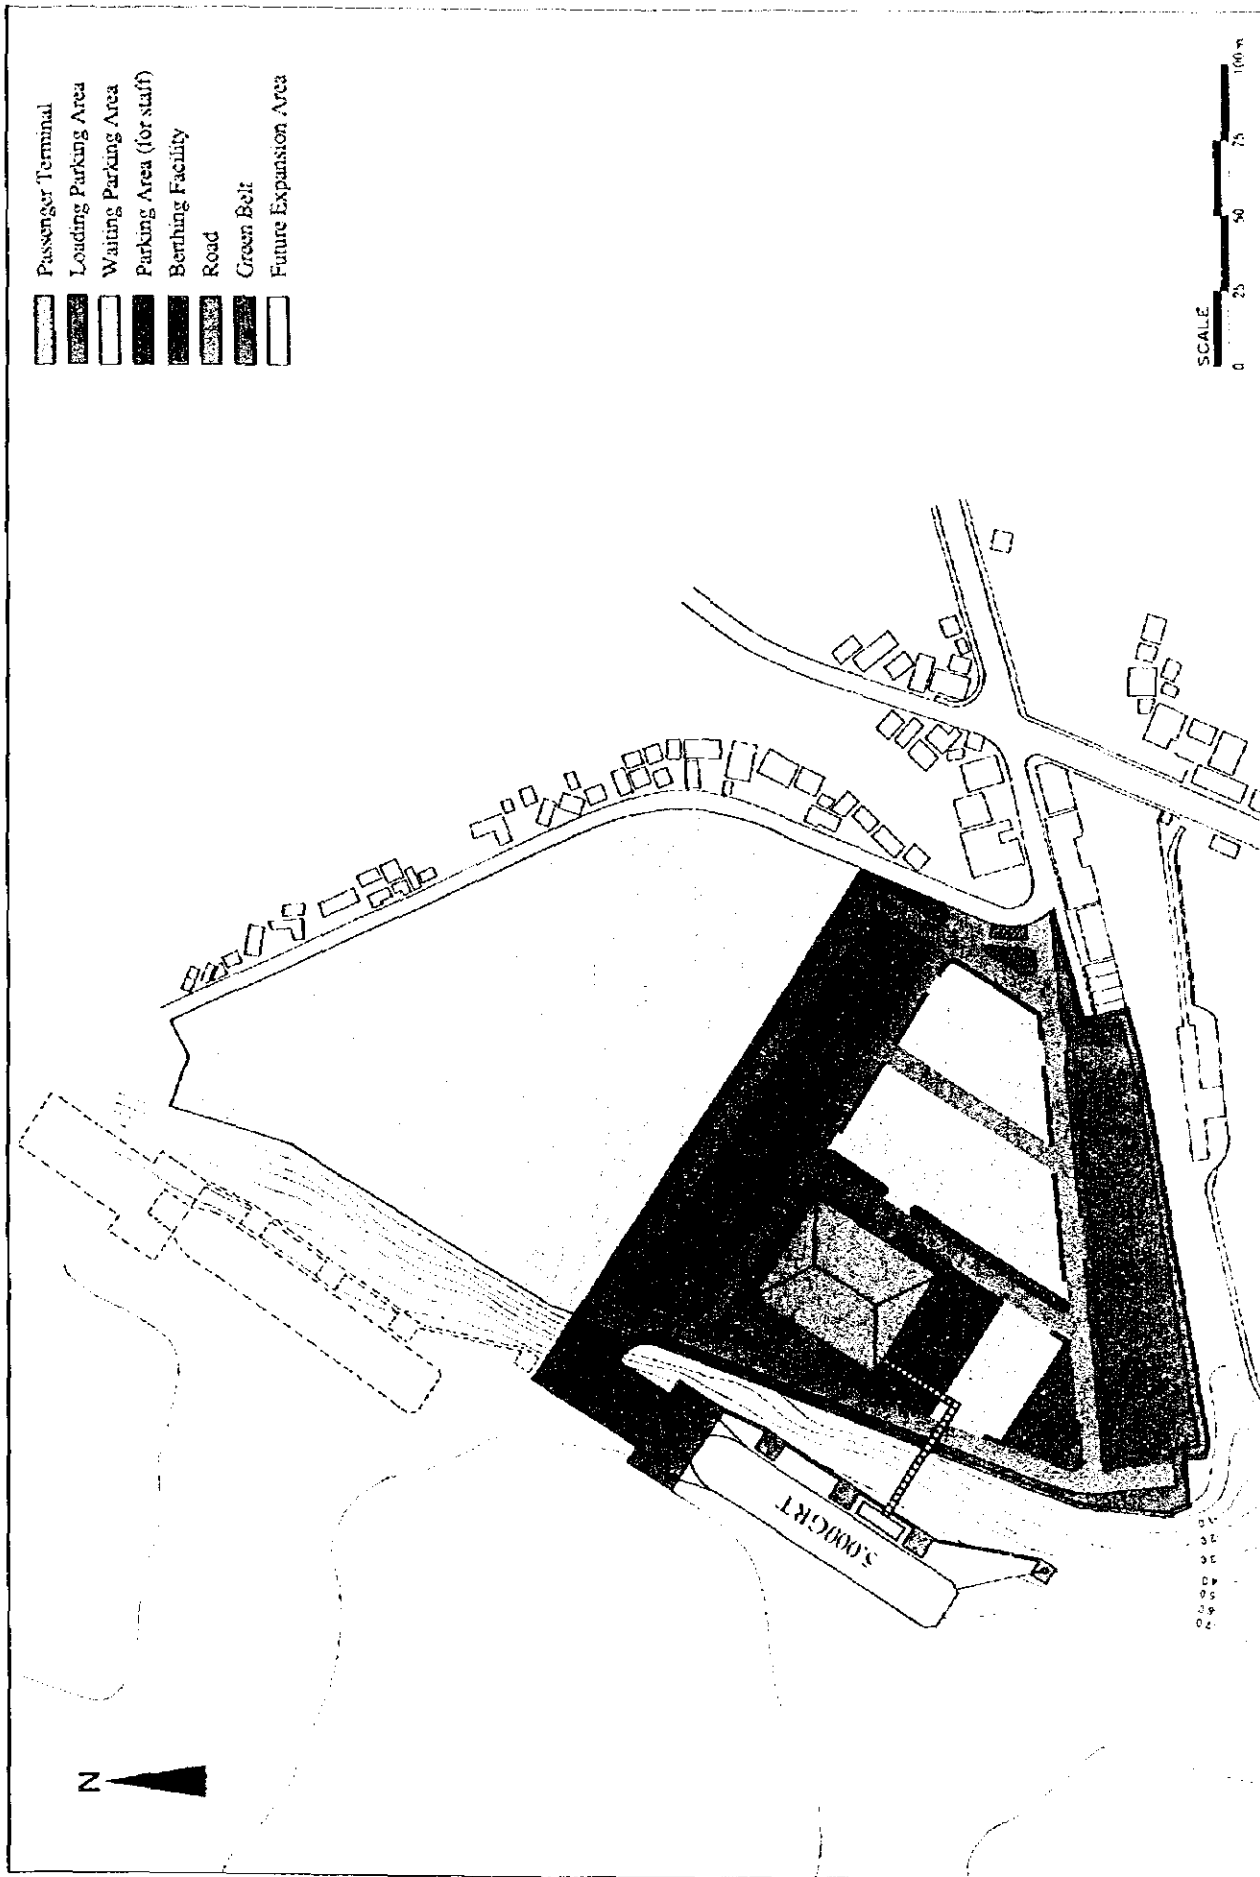 Passenger Terminal
Loading Parking Area
Waiting Parking Area
Parking Area (for staff)
Berthing Facility
Road
Green Belt
Future Expansion Area
N
5,000GRT
SCALE
0 25 50 75 100 m